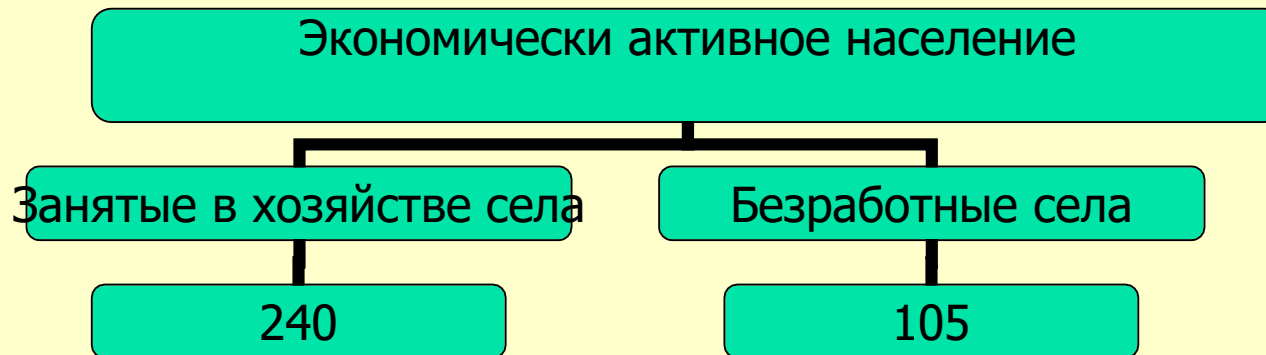 Экономически активное население
Занятые в хозяйстве села
Безработные села
240
105